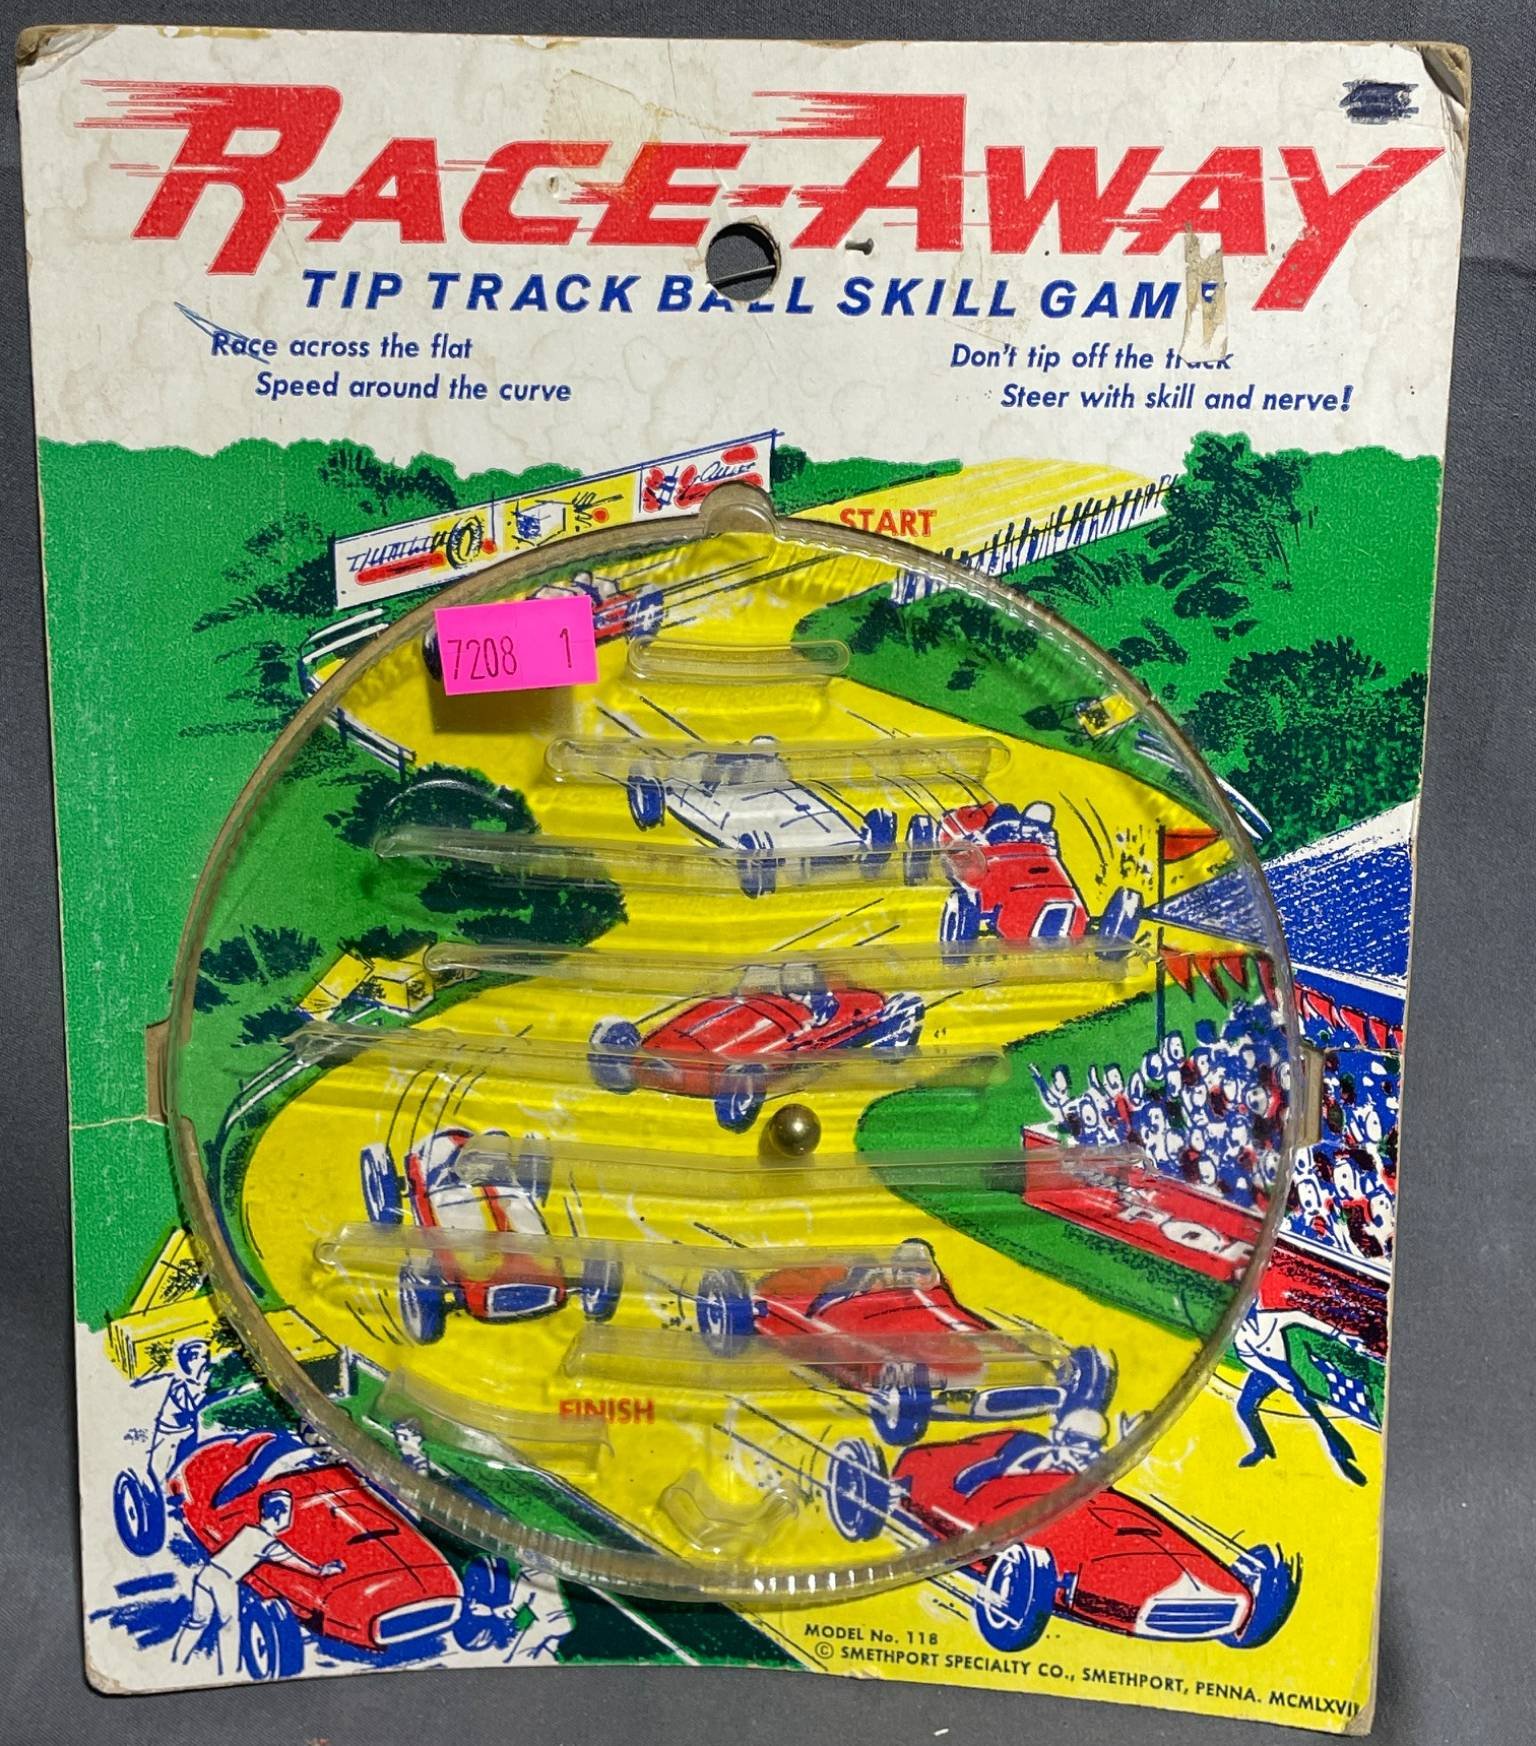 RACE-AWAY
TIP TRACK BALL SKILL GAME
Race across the flat
Speed around the curve
Don't tip off the track
Steer with skill and nerve!
START
7208 1
FINISH
MODEL No. 118
© SMETHPORT SPECIALTY CO., SMETHPORT, PENNA. MCMLXVII